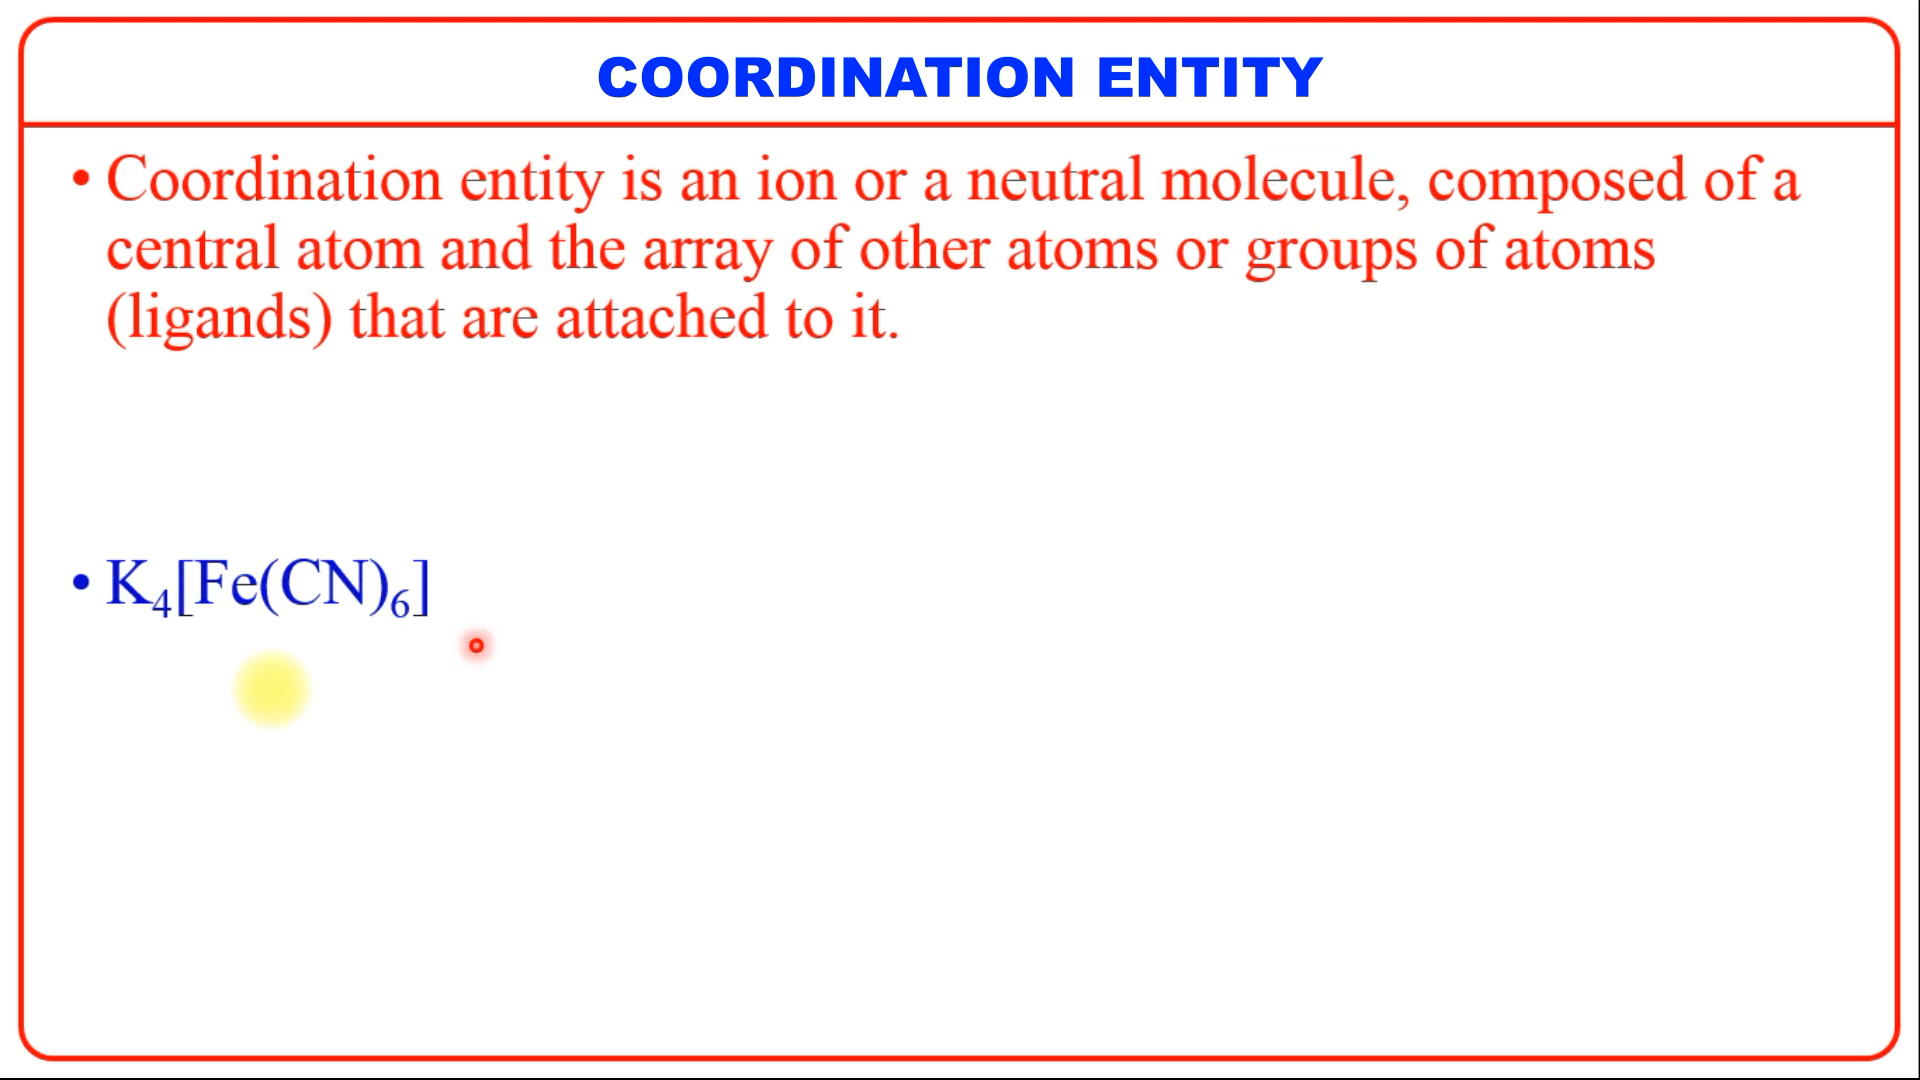 COORDINATION ENTITY
• Coordination entity is an ion or a neutral molecule, composed of a
central atom and the array of other atoms or groups of atoms
(ligands) that are attached to it.
• K₄[Fe(CN)₆]